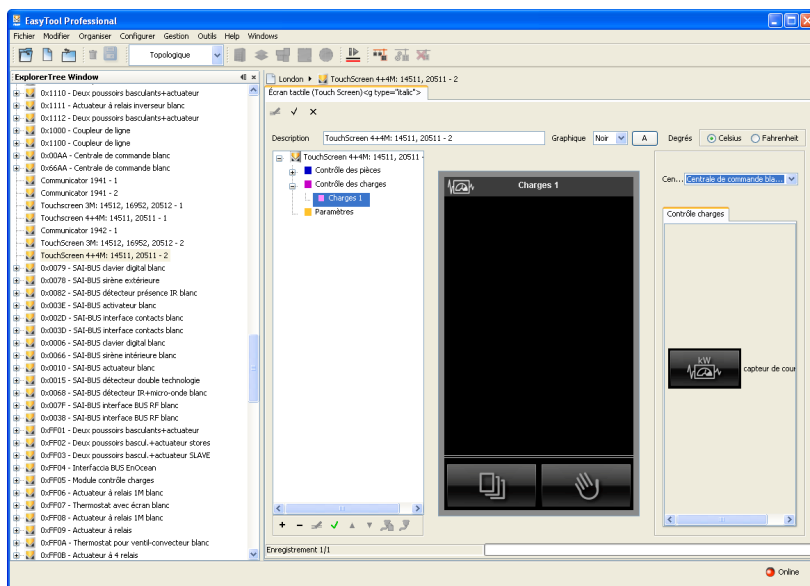 EasyTool Professional
Fichier Modifier Organiser Configurer Gestion Outils Help Windows
Topologique
ExplorerTree Window
0x1110 - Deux poussoirs basculants+actuateur
0x1111 - Actuateur à relais inverseur blanc
0x1112 - Deux poussoirs basculants+actuateur
0x1000 - Coupleur de ligne
0x1100 - Coupleur de ligne
0x00AA - Centrale de commande blanc
0x66AA - Centrale de commande blanc
Communicator 1941 - 1
Communicator 1941 - 2
Touchscreen 3M: 14512, 16952, 20512 - 1
Touchscreen 4+4M: 14511, 20511 - 1
Communicator 1942 - 1
TouchScreen 3M: 14512, 16952, 20512 - 2
TouchScreen 4+4M: 14511, 20511 - 2
0x0079 - SAI-BUS clavier digital blanc
0x0078 - SAI-BUS sirène extérieure
0x0082 - SAI-BUS détecteur présence IR blanc
0x003E - SAI-BUS activateur blanc
0x002D - SAI-BUS interface contacts blanc
0x003D - SAI-BUS interface contacts blanc
0x0006 - SAI-BUS clavier digital blanc
0x0066 - SAI-BUS sirène intérieure blanc
0x0010 - SAI-BUS actuateur blanc
0x0015 - SAI-BUS détecteur double technologie
0x0068 - SAI-BUS détecteur IR+micro-onde blanc
0x007F - SAI-BUS interface BUS RF blanc
0x0038 - SAI-BUS interface BUS RF blanc
0xFF01 - Deux poussoirs basculants+actuateur
0xFF02 - Deux poussoirs bascul.+actuateur stores
0xFF03 - Deux poussoirs bascul.+actuateur SLAVE
0xFF04 - Interfaccia BUS EnOcean
0xFF05 - Module contrôle charges
0xFF06 - Actuateur à relais 1M blanc
0xFF07 - Thermostat avec écran blanc
0xFF08 - Actuateur à relais 1M blanc
0xFF09 - Actuateur à relais
0xFF0A - Thermostat pour ventil-convecteur blanc
0xFF0B - Actuateur à 4 relais
London TouchScreen 4+4M: 14511, 20511 - 2
Écran tactile (Touch Screen)<g type="italic">
Description TouchScreen 4+4M: 14511, 20511 - 2 Graphique Noir A Degrés Celsius Fahrenheit
TouchScreen 4+4M: 14511, 20511 -
Contrôle des pièces
Contrôle des charges
Charges 1
Paramètres
Charges 1
Cen... Centrale de commande bla...
Contrôle charges
kW
capteur de cour
Enregistrement 1/1
Online